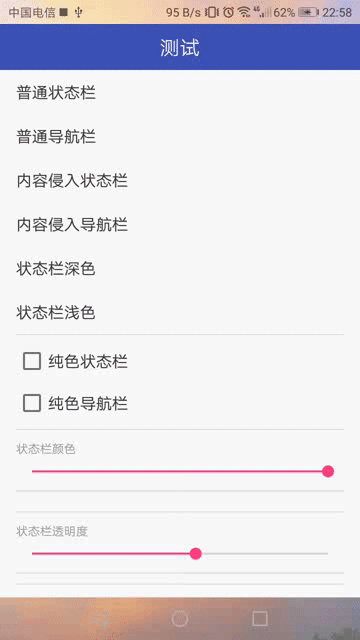 中国电信 95 B/s 4G 62% 22:58
测试
普通状态栏
普通导航栏
内容侵入状态栏
内容侵入导航栏
状态栏深色
状态栏浅色
纯色状态栏
纯色导航栏
状态栏颜色
状态栏透明度